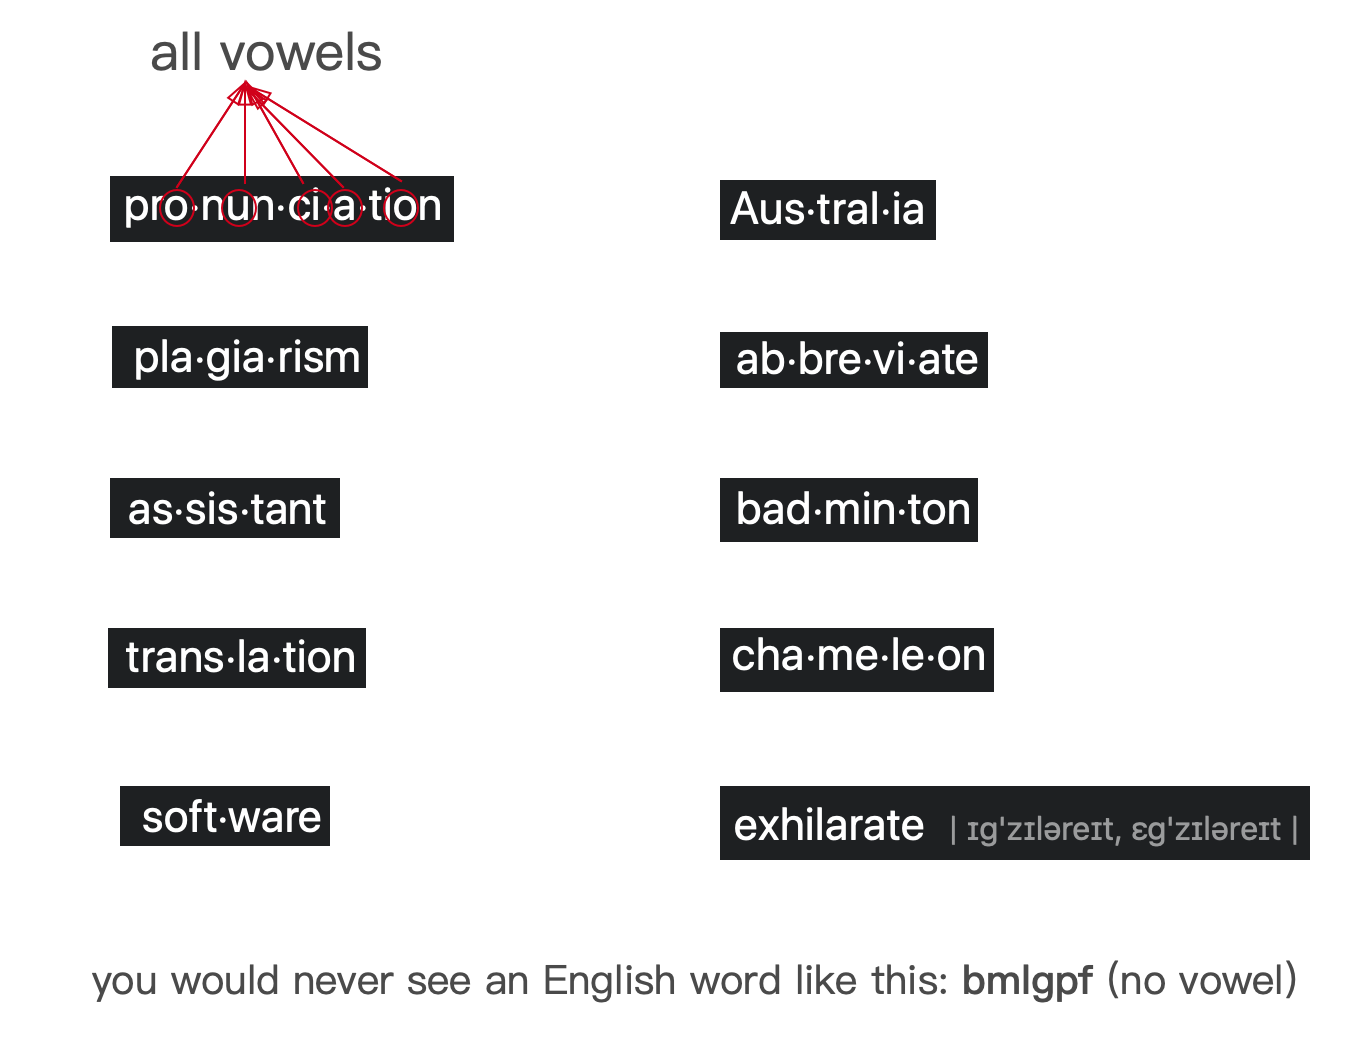 all vowels
pro·nun·ci·a·tion
Aus·tral·ia
pla·gia·rism
ab·bre·vi·ate
as·sis·tant
bad·min·ton
trans·la·tion
cha·me·le·on
soft·ware
exhilarate | ɪɡˈzɪləreɪt, ɛɡˈzɪləreɪt |
you would never see an English word like this: bmlgpf (no vowel)